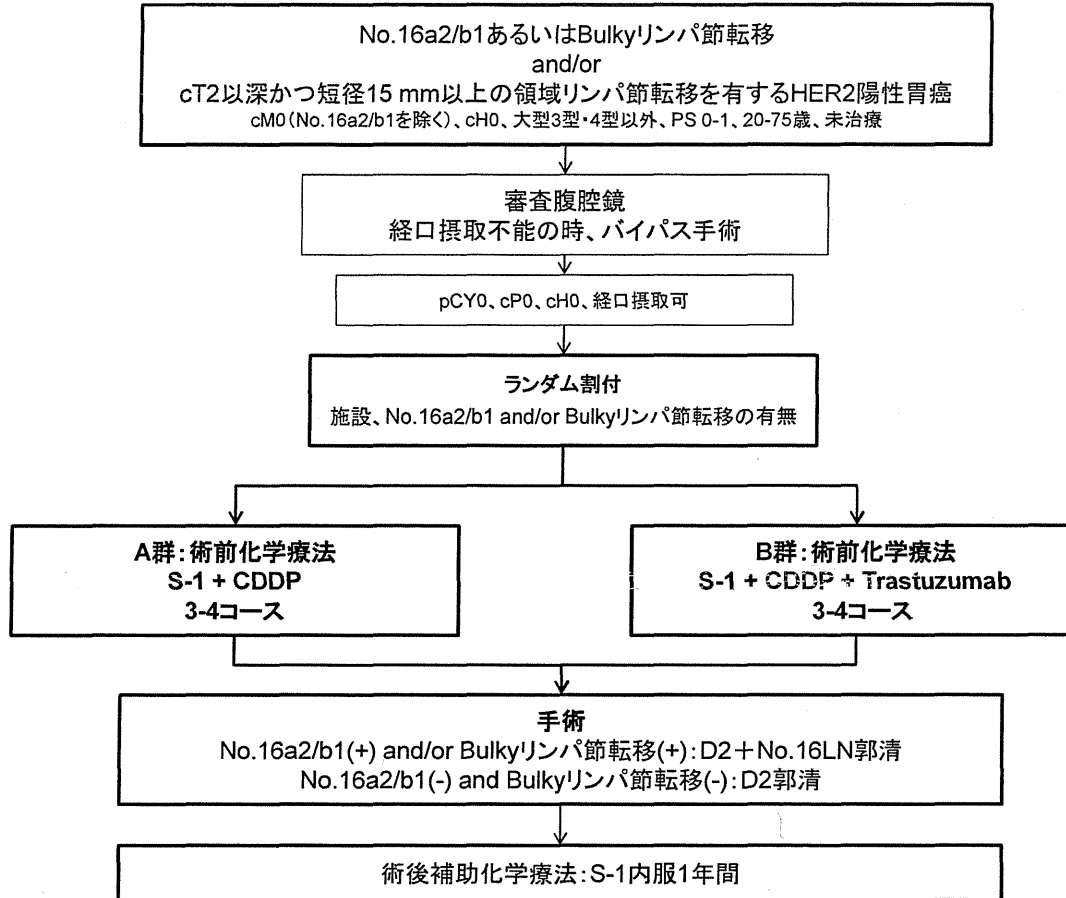 No.16a2/b1あるいはBulkyリンパ節転移
and/or
cT2以深かつ短径15 mm以上の領域リンパ節転移を有するHER2陽性胃癌
cM0（No.16a2/b1を除く）、cH0、大型3型・4型以外、PS 0-1、20-75歳、未治療
審査腹腔鏡
経口摂取不能の時、バイパス手術
pCY0、cP0、cH0、経口摂取可
ランダム割付
施設、No.16a2/b1 and/or Bulkyリンパ節転移の有無
A群：術前化学療法
S-1 + CDDP
3-4コース
B群：術前化学療法
S-1 + CDDP + Trastuzumab
3-4コース
手術
No.16a2/b1(+) and/or Bulkyリンパ節転移(+)：D2＋No.16LN郭清
No.16a2/b1(-) and Bulkyリンパ節転移(-)：D2郭清
術後補助化学療法：S-1内服1年間